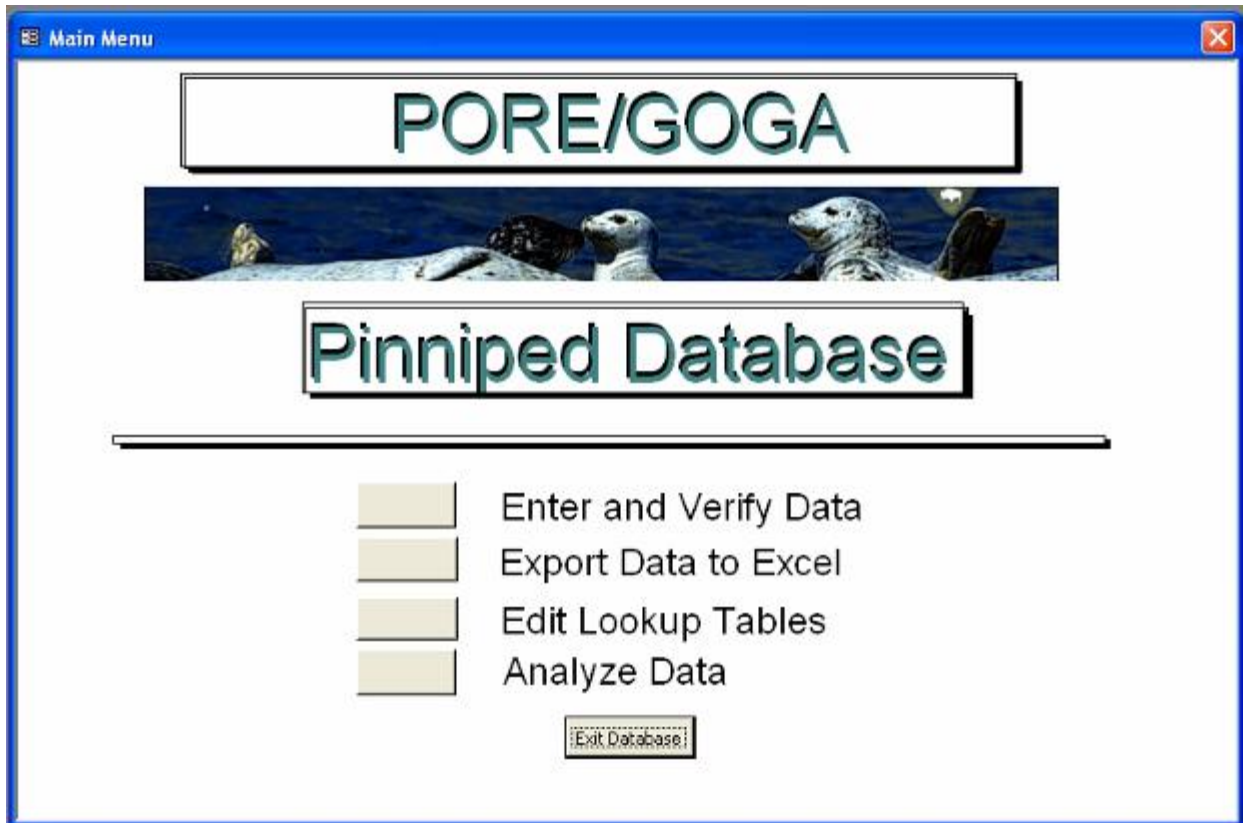 Main Menu
PORE/GOGA
Pinniped Database
Enter and Verify Data
Export Data to Excel
Edit Lookup Tables
Analyze Data
Exit Database